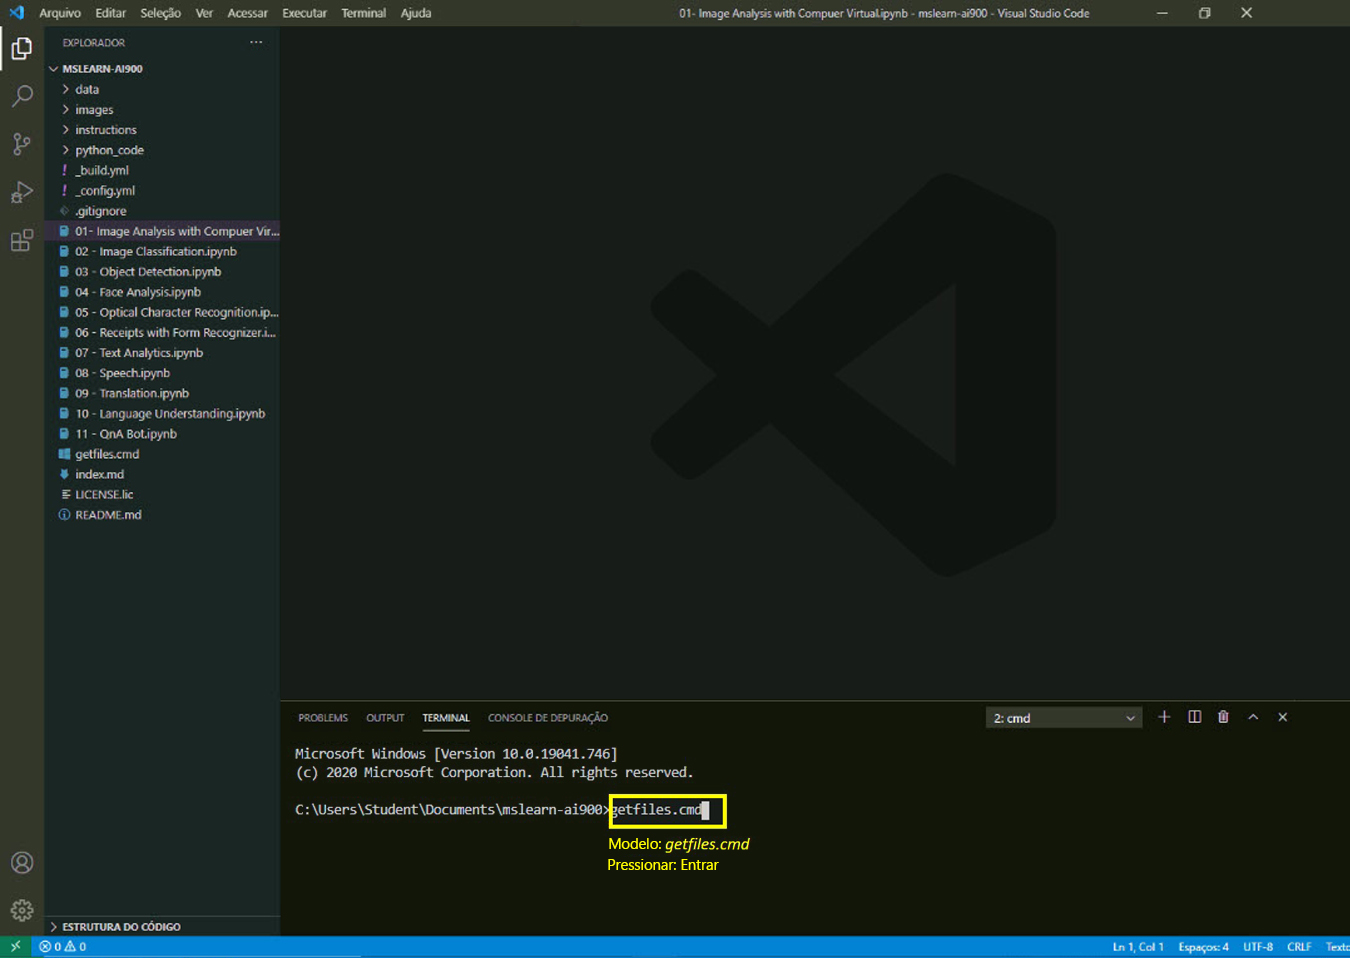 Arquivo Editar Seleção Ver Acessar Executar Terminal Ajuda
01- Image Analysis with Compuer Virtual.ipynb - mslearn-ai900 - Visual Studio Code
EXPLORADOR
MSLEARN-AI900
data
images
instructions
python_code
! _build.yml
! _config.yml
.gitignore
01- Image Analysis with Compuer Vir...
02 - Image Classification.ipynb
03 - Object Detection.ipynb
04 - Face Analysis.ipynb
05 - Optical Character Recognition.ip...
06 - Receipts with Form Recognizer.i...
07 - Text Analytics.ipynb
08 - Speech.ipynb
09 - Translation.ipynb
10 - Language Understanding.ipynb
11 - QnA Bot.ipynb
getfiles.cmd
index.md
LICENSE.lic
README.md
PROBLEMS OUTPUT TERMINAL CONSOLE DE DEPURAÇÃO
2: cmd
Microsoft Windows [Version 10.0.19041.746]
(c) 2020 Microsoft Corporation. All rights reserved.
C:\Users\Student\Documents\mslearn-ai900>getfiles.cmd
Modelo: getfiles.cmd
Pressionar: Entrar
ESTRUTURA DO CÓDIGO
0 0
Ln 1, Col 1 Espaços: 4 UTF-8 CRLF Texto